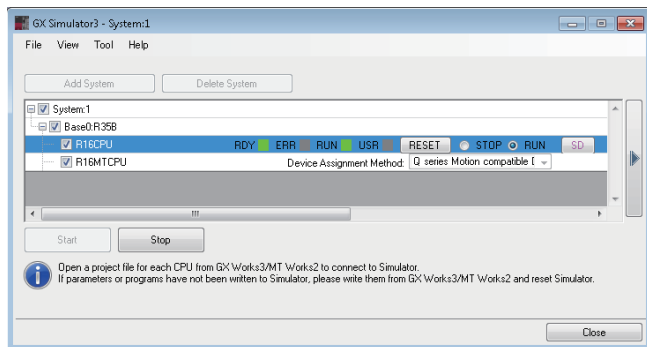 GX Simulator3 - System:1
File View Tool Help
Add System Delete System
System:1
Base0:R35B
R16CPU RDY ERR RUN USR RESET STOP RUN SD
R16MTCPU Device Assignment Method: Q series Motion compatible (
Start Stop
Open a project file for each CPU from GX Works3/MT Works2 to connect to Simulator.
If parameters or programs have not been written to Simulator, please write them from GX Works3/MT Works2 and reset Simulator.
Close